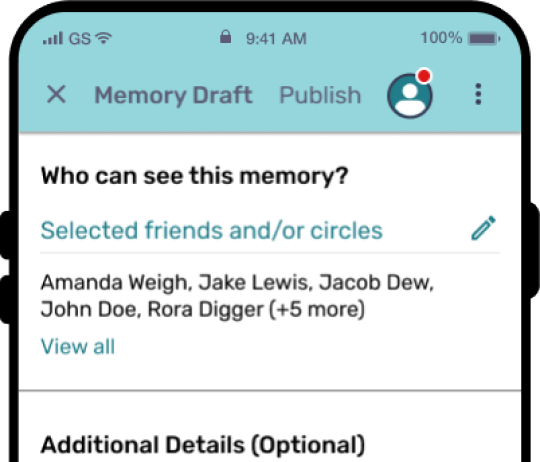 GS 9:41 AM 100%
Memory Draft Publish
Who can see this memory?
Selected friends and/or circles
Amanda Weigh, Jake Lewis, Jacob Dew,
John Doe, Rora Digger (+5 more)
View all
Additional Details (Optional)